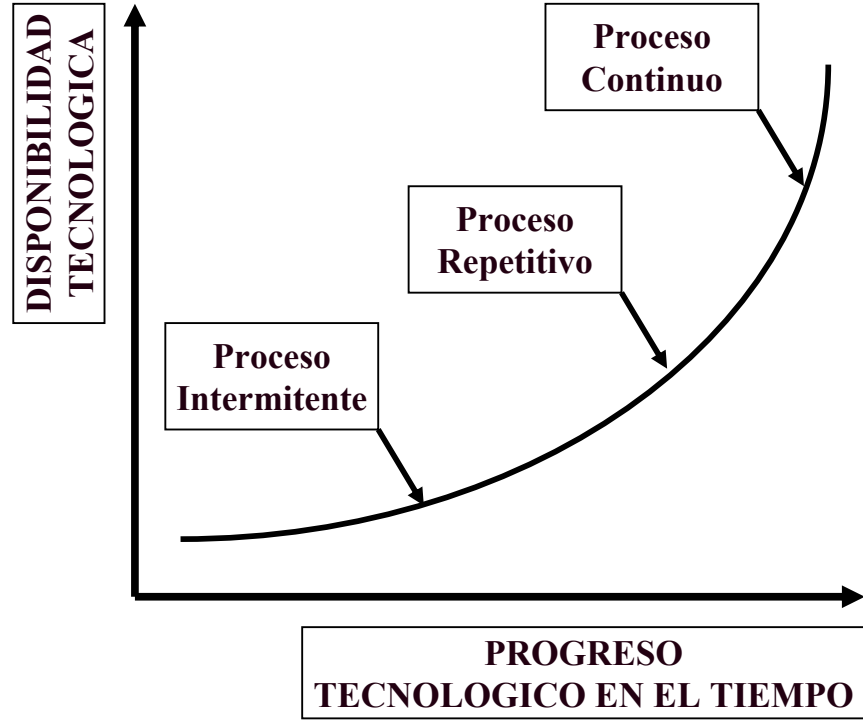 DISPONIBILIDAD
TECNOLOGICA
Proceso
Continuo
Proceso
Repetitivo
Proceso
Intermitente
PROGRESO
TECNOLOGICO EN EL TIEMPO